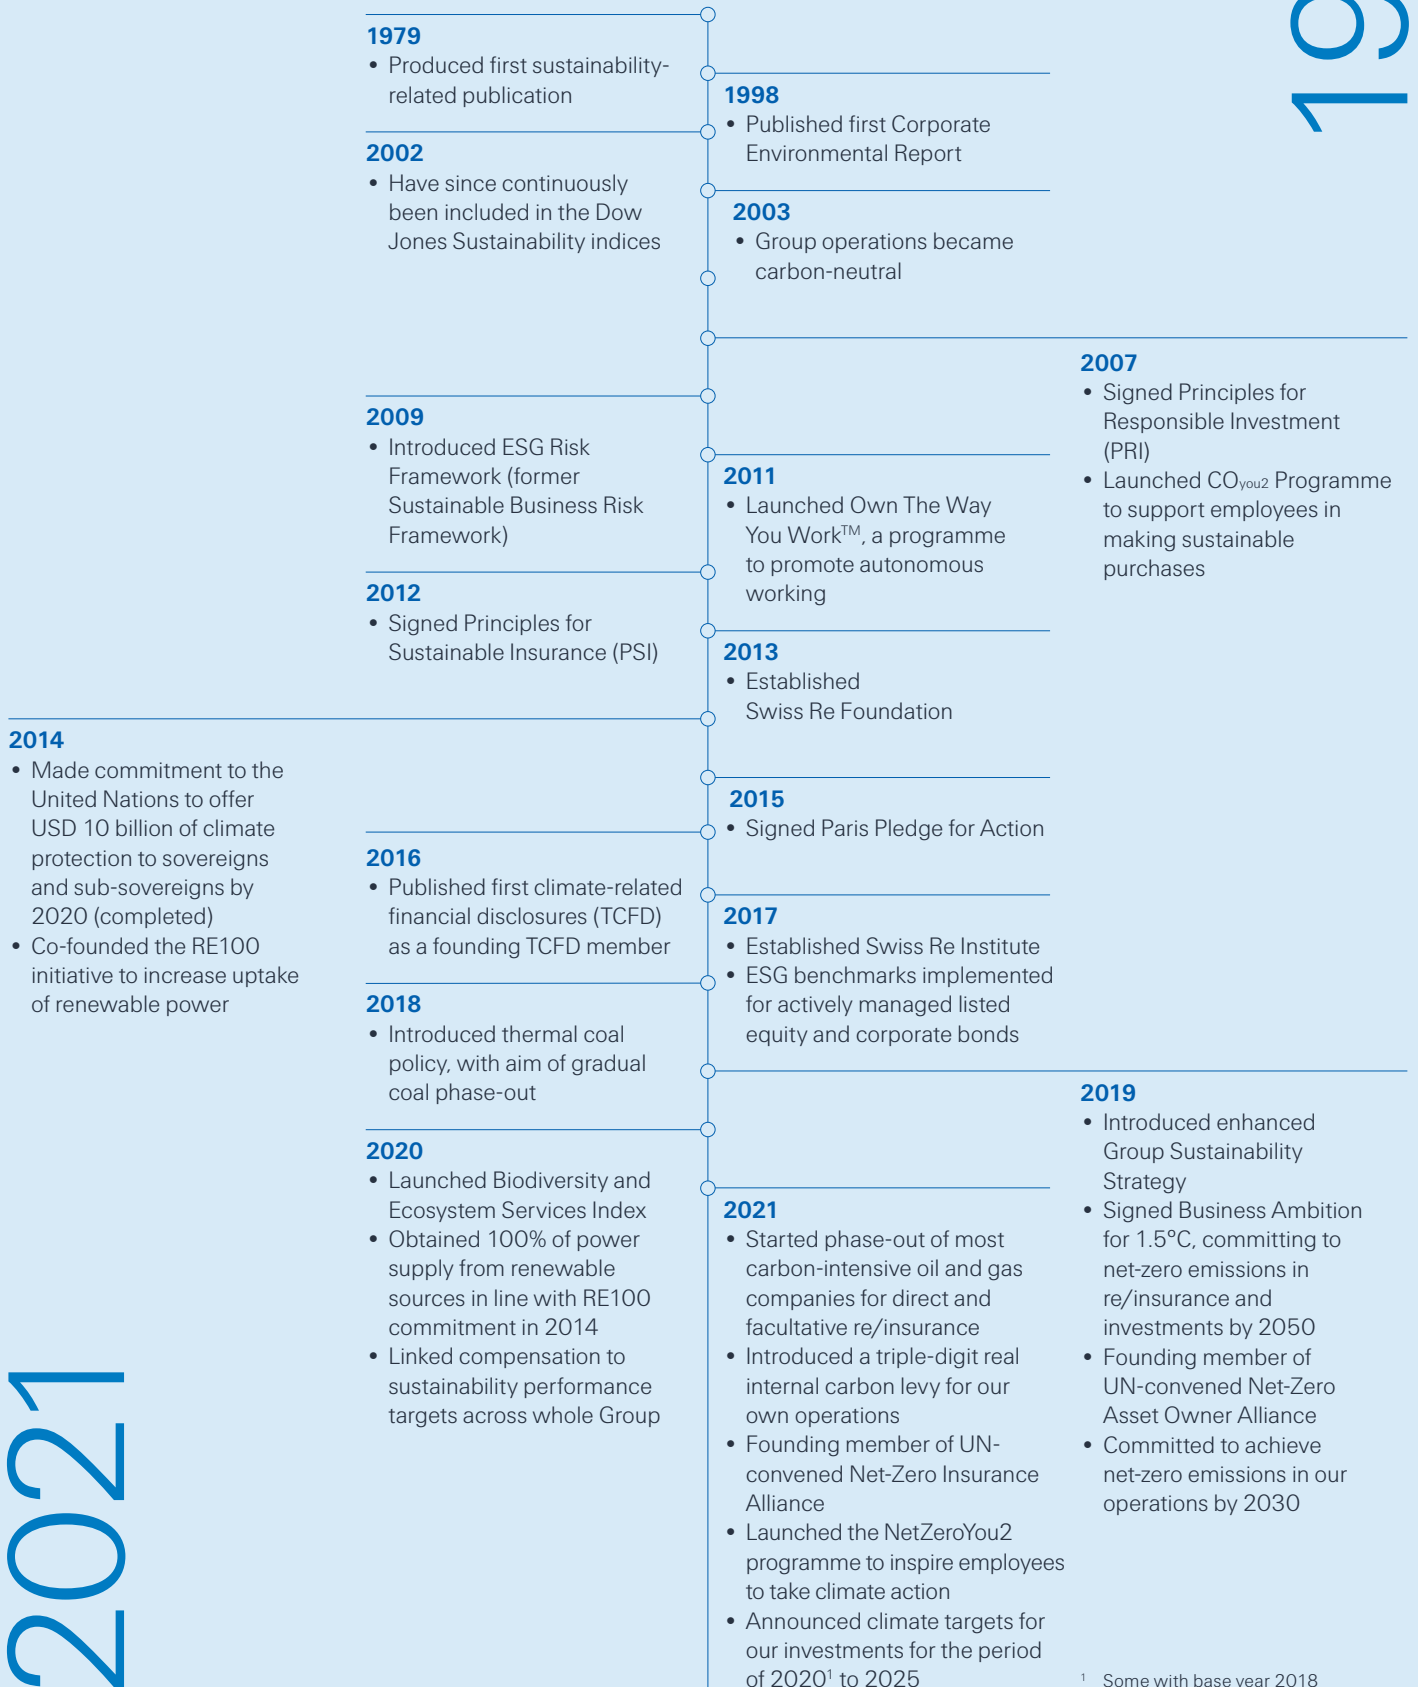 19
1979
• Produced first sustainability-
related publication
1998
• Published first Corporate
Environmental Report
2002
• Have since continuously
been included in the Dow
Jones Sustainability indices
2003
• Group operations became
carbon-neutral
2007
• Signed Principles for
Responsible Investment
(PRI)
• Launched COyou2 Programme
to support employees in
making sustainable
purchases
2009
• Introduced ESG Risk
Framework (former
Sustainable Business Risk
Framework)
2011
• Launched Own The Way
You Work™, a programme
to promote autonomous
working
2012
• Signed Principles for
Sustainable Insurance (PSI)
2013
• Established
Swiss Re Foundation
2014
• Made commitment to the
United Nations to offer
USD 10 billion of climate
protection to sovereigns
and sub-sovereigns by
2020 (completed)
• Co-founded the RE100
initiative to increase uptake
of renewable power
2015
• Signed Paris Pledge for Action
2016
• Published first climate-related
financial disclosures (TCFD)
as a founding TCFD member
2017
• Established Swiss Re Institute
• ESG benchmarks implemented
for actively managed listed
equity and corporate bonds
2018
• Introduced thermal coal
policy, with aim of gradual
coal phase-out
2019
• Introduced enhanced
Group Sustainability
Strategy
• Signed Business Ambition
for 1.5°C, committing to
net-zero emissions in
re/insurance and
investments by 2050
• Founding member of
UN-convened Net-Zero
Asset Owner Alliance
• Committed to achieve
net-zero emissions in our
operations by 2030
2020
• Launched Biodiversity and
Ecosystem Services Index
• Obtained 100% of power
supply from renewable
sources in line with RE100
commitment in 2014
• Linked compensation to
sustainability performance
targets across whole Group
2021
• Started phase-out of most
carbon-intensive oil and gas
companies for direct and
facultative re/insurance
• Introduced a triple-digit real
internal carbon levy for our
own operations
• Founding member of UN-
convened Net-Zero Insurance
Alliance
• Launched the NetZeroYou2
programme to inspire employees
to take climate action
• Announced climate targets for
our investments for the period
of 2020¹ to 2025
2021
¹ Some with base year 2018